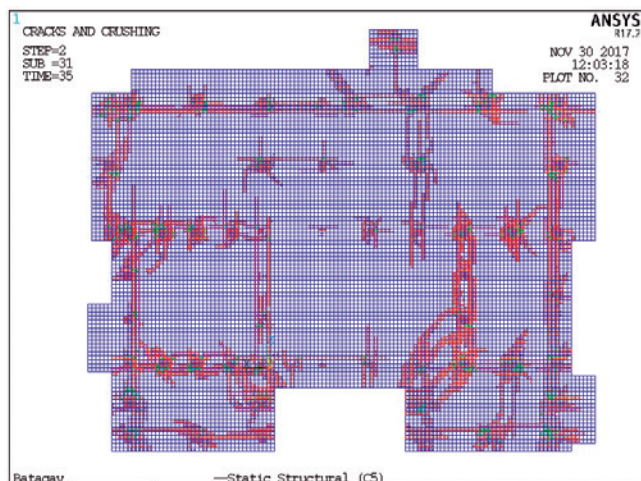 1
CRACKS AND CRUSHING
STEP=2
SUB =31
TIME=35
ANSYS
R17.2
NOV 30 2017
12:03:18
PLOT NO. 32
Batagay
--Static Structural (C5)